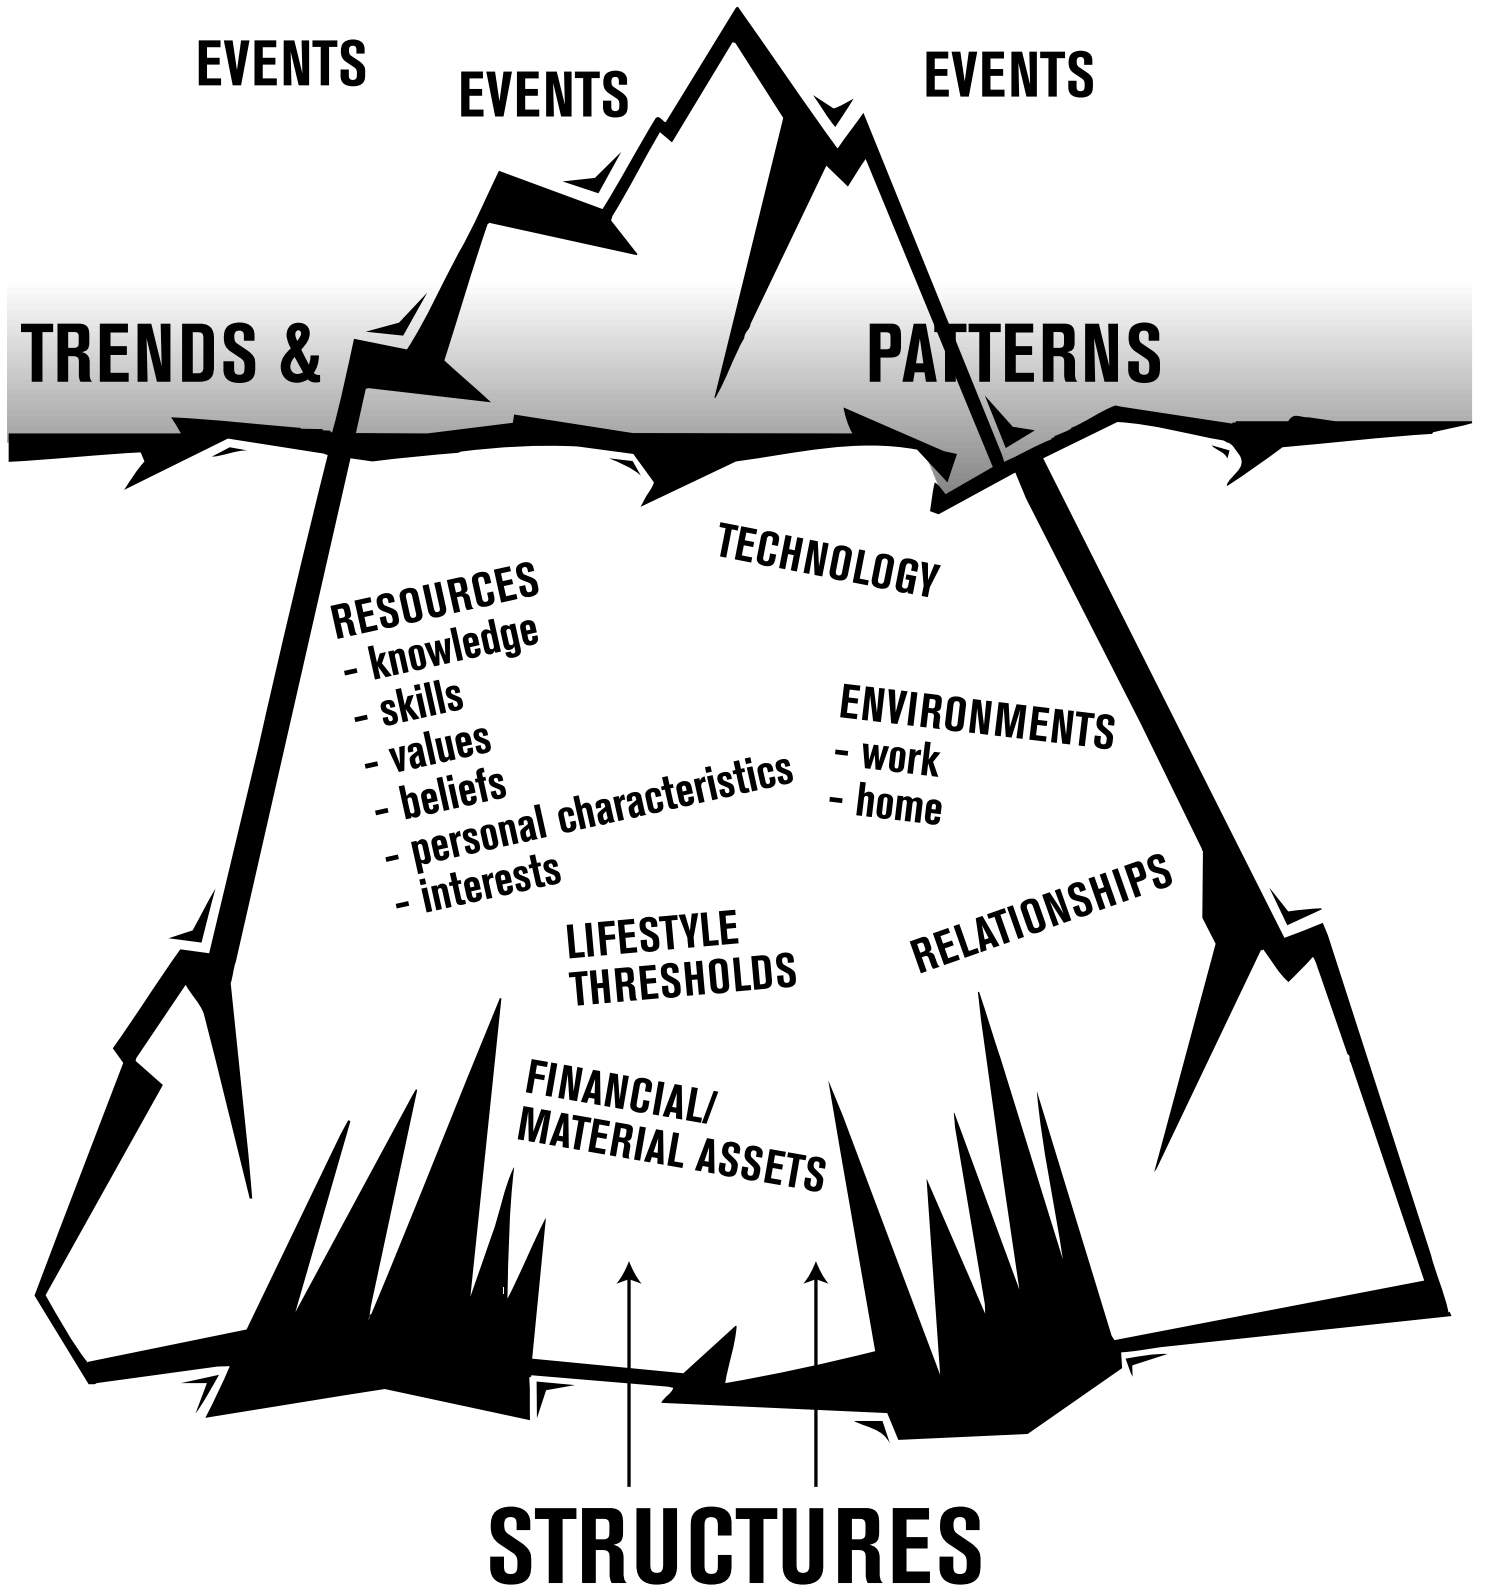 EVENTS
EVENTS
EVENTS
TRENDS & PATTERNS
TECHNOLOGY
RESOURCES
- knowledge
- skills
- values
- beliefs
- personal characteristics
- interests
ENVIRONMENTS
- work
- home
RELATIONSHIPS
LIFESTYLE
THRESHOLDS
FINANCIAL/
MATERIAL ASSETS
STRUCTURES